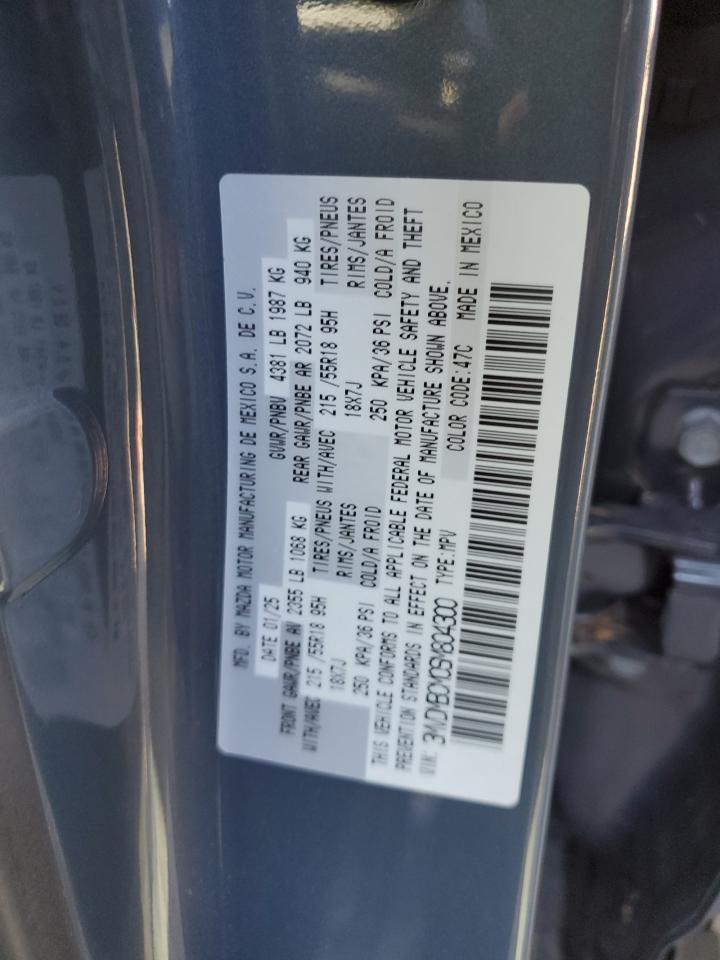 MFD. BY MAZDA MOTOR MANUFACTURING DE MEXICO S.A. DE C.V.
DATE 01/25 GVWR/PNBV 4381 LB 1987 KG
FRONT GAWR/PNBE AV 2355 LB 1068 KG REAR GAWR/PNBE AR 2072 LB 940 KG
WITH/AVEC 215 /55R18 95H TIRES/PNEUS WITH/AVEC 215 /55R18 95H TIRES/PNEUS
18X7J RIMS/JANTES 18X7J RIMS/JANTES
250 KPA/36 PSI COLD/A FROID 250 KPA/36 PSI COLD/A FROID
THIS VEHICLE CONFORMS TO ALL APPLICABLE FEDERAL MOTOR VEHICLE SAFETY AND THEFT
PREVENTION STANDARDS IN EFFECT ON THE DATE OF MANUFACTURE SHOWN ABOVE.
VIN: 3MVDMBCM0SM804300 TYPE:MPV COLOR CODE:47C MADE IN MEXICO